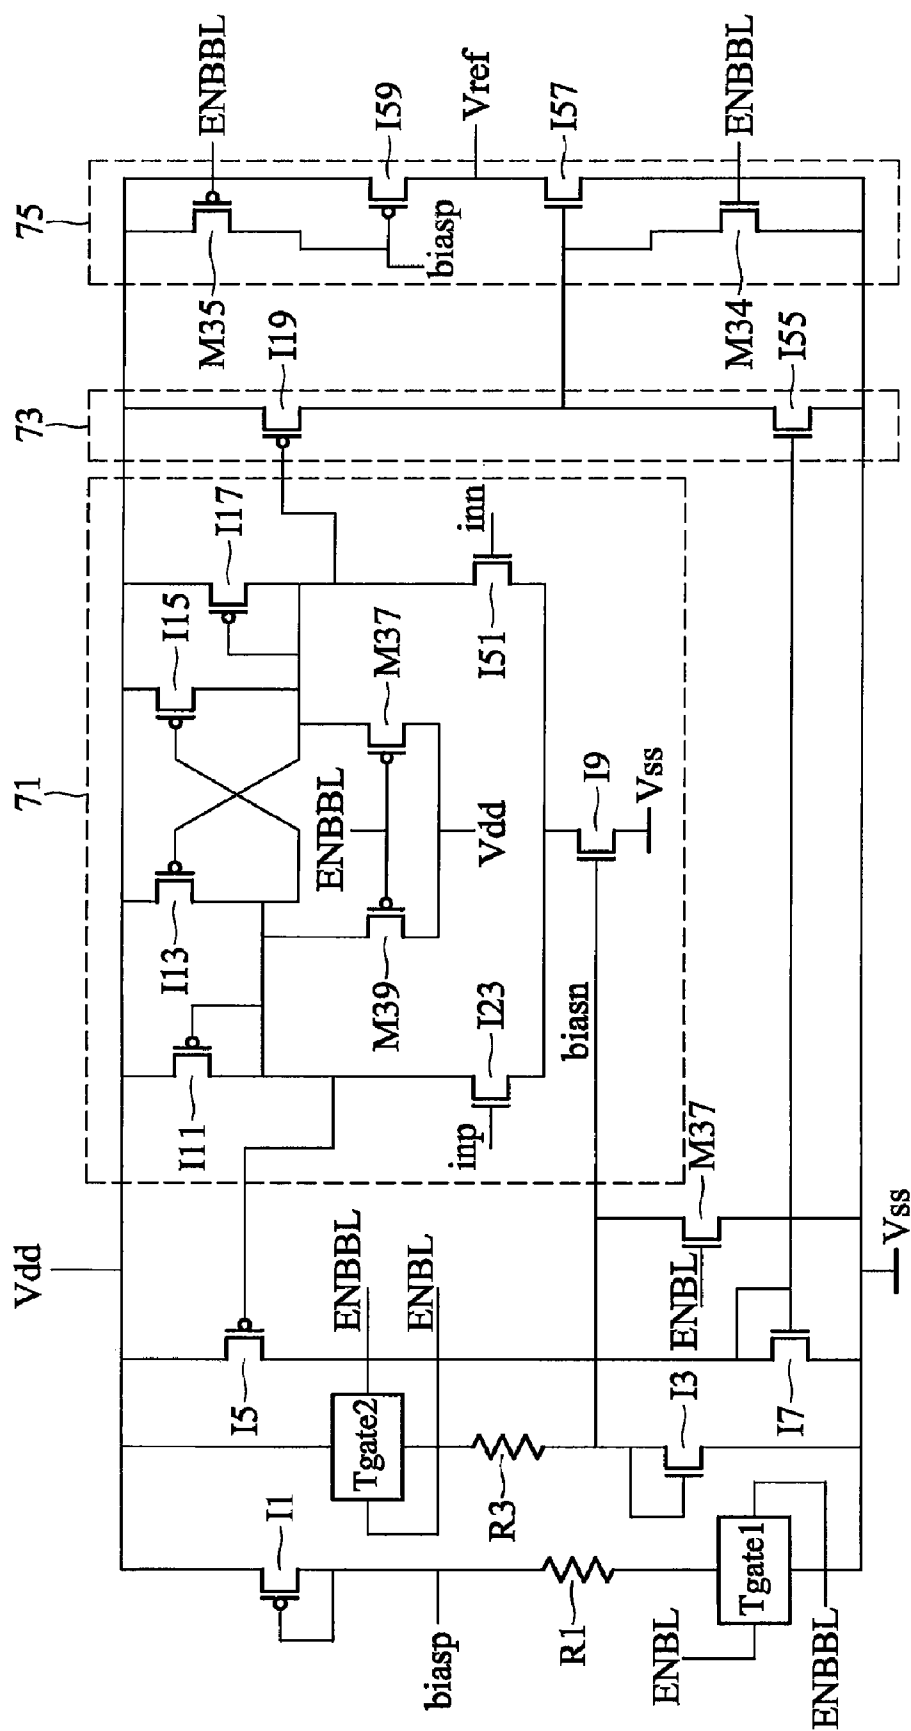 Vdd
71
73
75
I1
I5
I11
I13
I15
I17
I19
M35
ENBBL
I59
biasp
Vref
I57
ENBBL
M34
I55
Tgate2
ENBBL
ENBL
R3
biasp
R1
Tgate1
ENBL
ENBBL
I3
I7
ENBL
M37
Vss
inp
I23
M39
ENBBL
M37
Vdd
inn
I51
biasn
I9
Vss